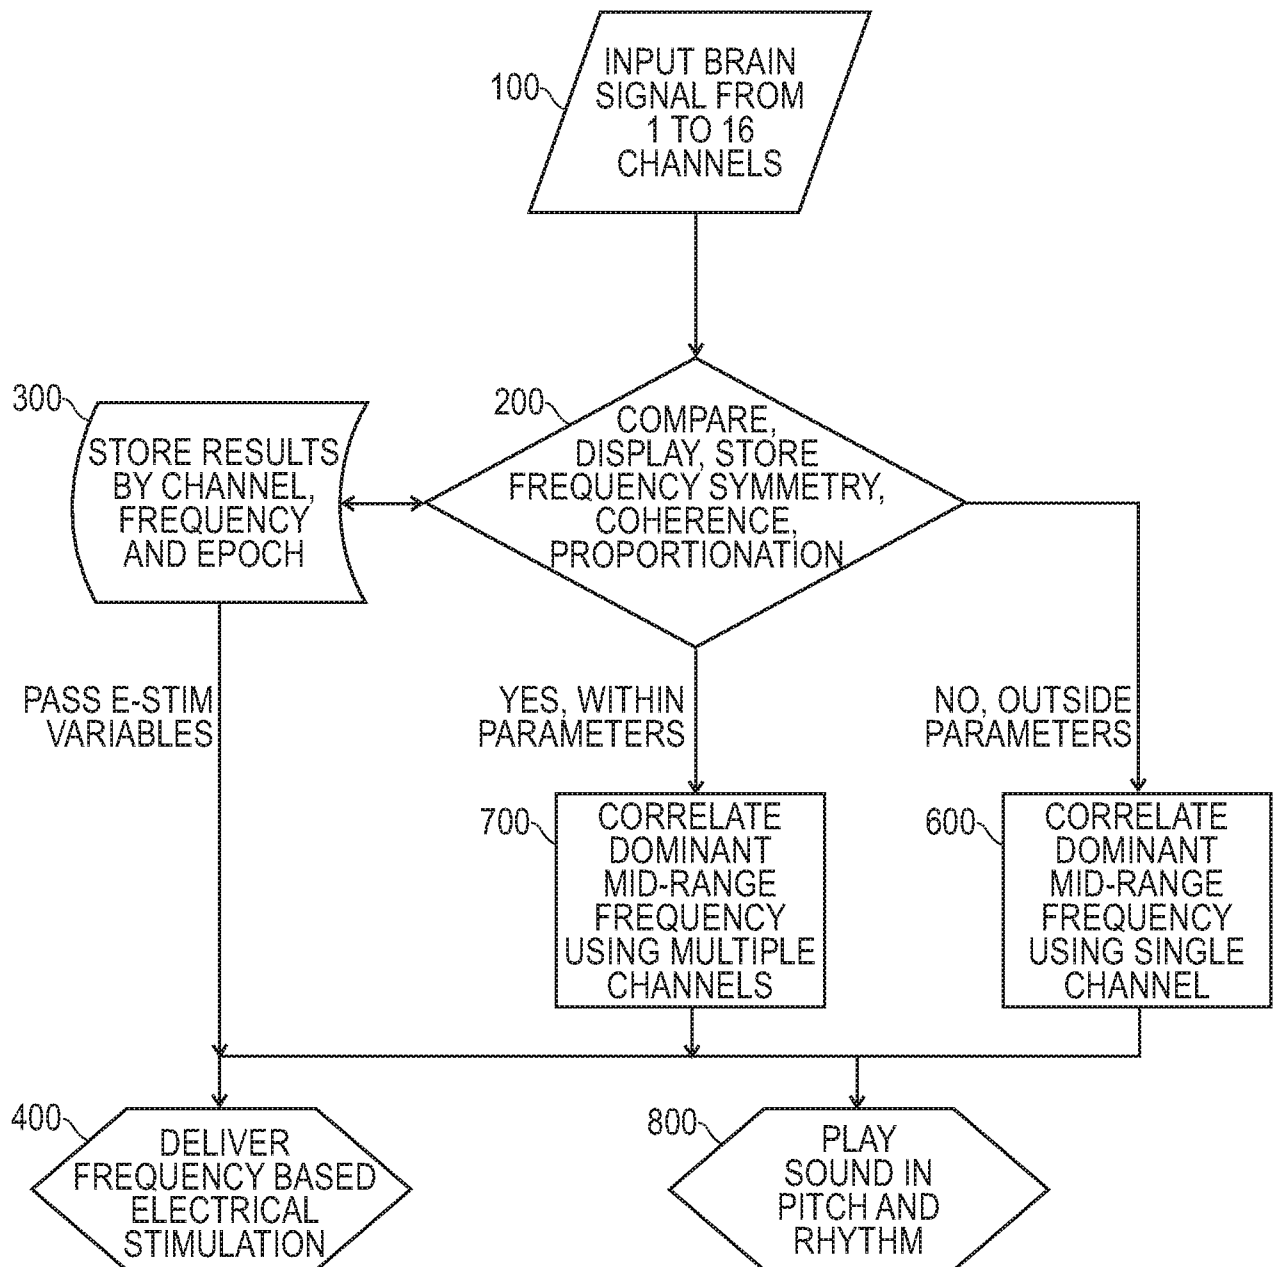 100
INPUT BRAIN
SIGNAL FROM
1 TO 16
CHANNELS
300
STORE RESULTS
BY CHANNEL,
FREQUENCY
AND EPOCH
200
COMPARE,
DISPLAY, STORE
FREQUENCY SYMMETRY,
COHERENCE,
PROPORTIONATION
PASS E-STIM
VARIABLES
YES, WITHIN
PARAMETERS
NO, OUTSIDE
PARAMETERS
700
CORRELATE
DOMINANT
MID-RANGE
FREQUENCY
USING MULTIPLE
CHANNELS
600
CORRELATE
DOMINANT
MID-RANGE
FREQUENCY
USING SINGLE
CHANNEL
400
DELIVER
FREQUENCY BASED
ELECTRICAL
STIMULATION
800
PLAY
SOUND IN
PITCH AND
RHYTHM